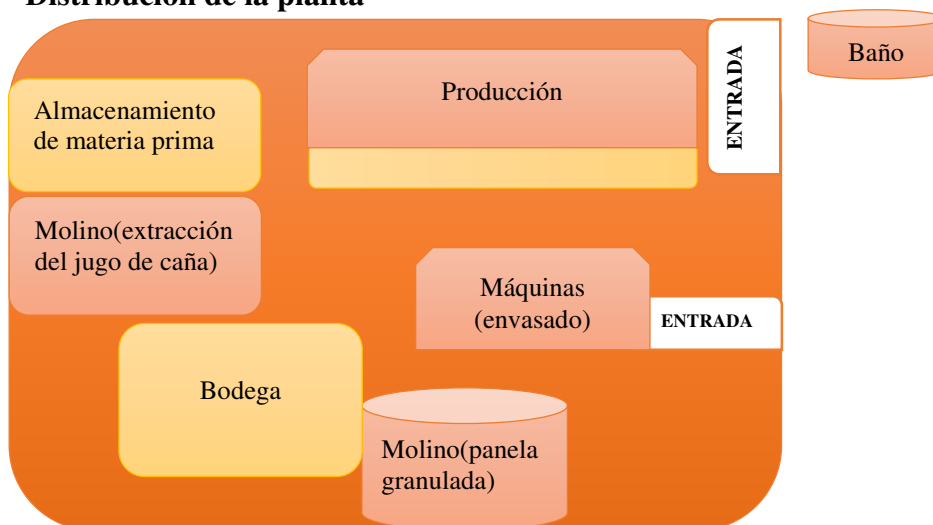 Distribución de la planta
Baño
ENTRADA
Producción
Almacenamiento
de materia prima
Molino(extracción
del jugo de caña)
Máquinas
(envasado)
ENTRADA
Bodega
Molino(panela
granulada)